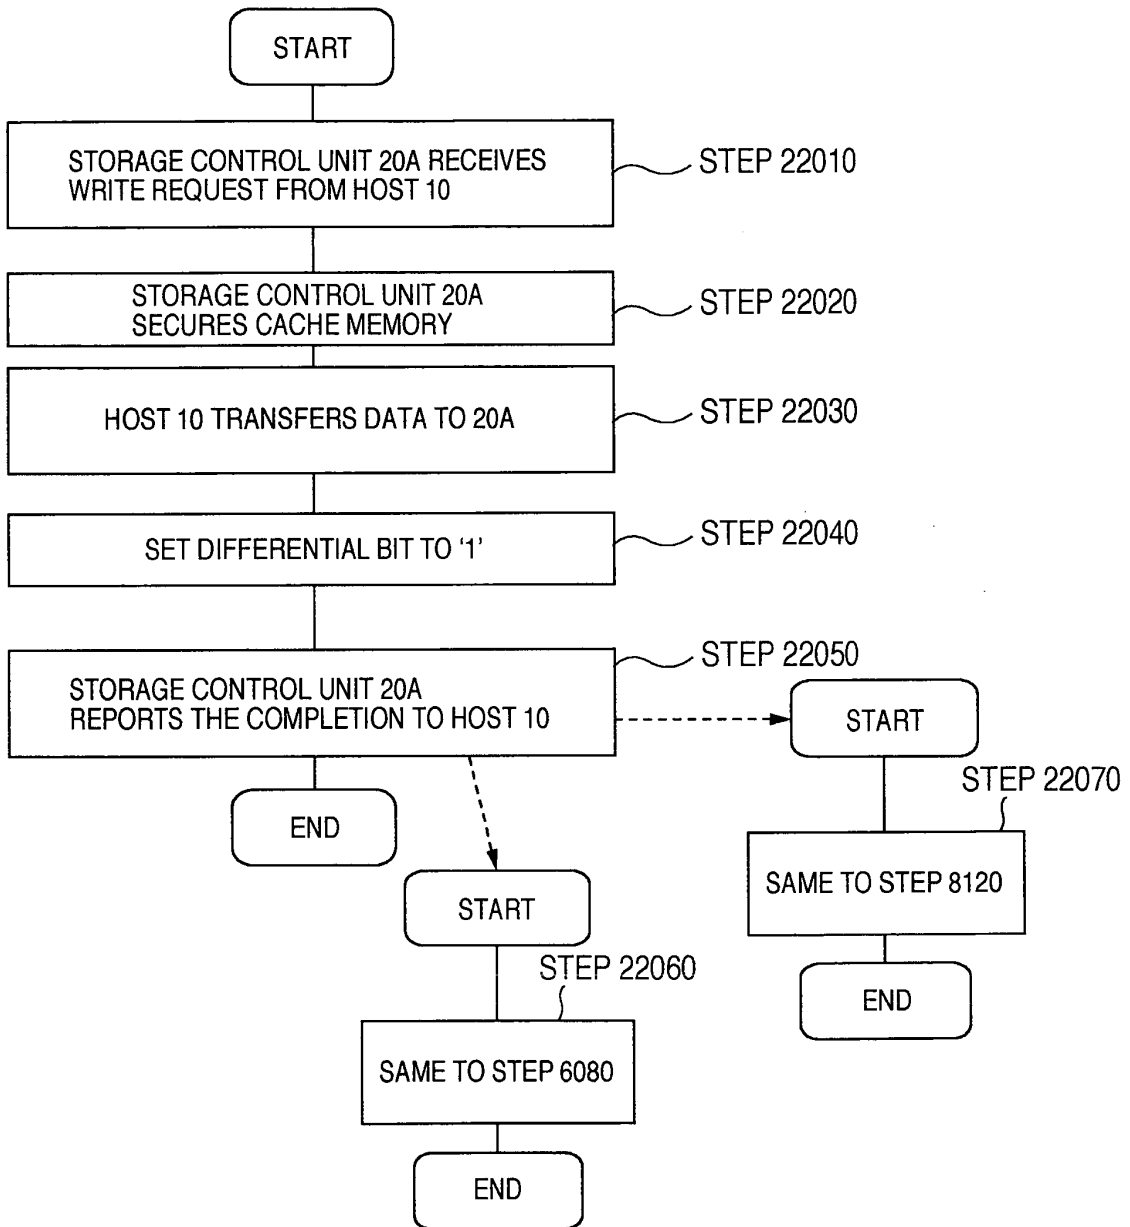 START
STORAGE CONTROL UNIT 20A RECEIVES
WRITE REQUEST FROM HOST 10
STEP 22010
STORAGE CONTROL UNIT 20A
SECURES CACHE MEMORY
STEP 22020
HOST 10 TRANSFERS DATA TO 20A
STEP 22030
SET DIFFERENTIAL BIT TO ‘1’
STEP 22040
STORAGE CONTROL UNIT 20A
REPORTS THE COMPLETION TO HOST 10
STEP 22050
END
START
STEP 22070
SAME TO STEP 8120
END
START
STEP 22060
SAME TO STEP 6080
END